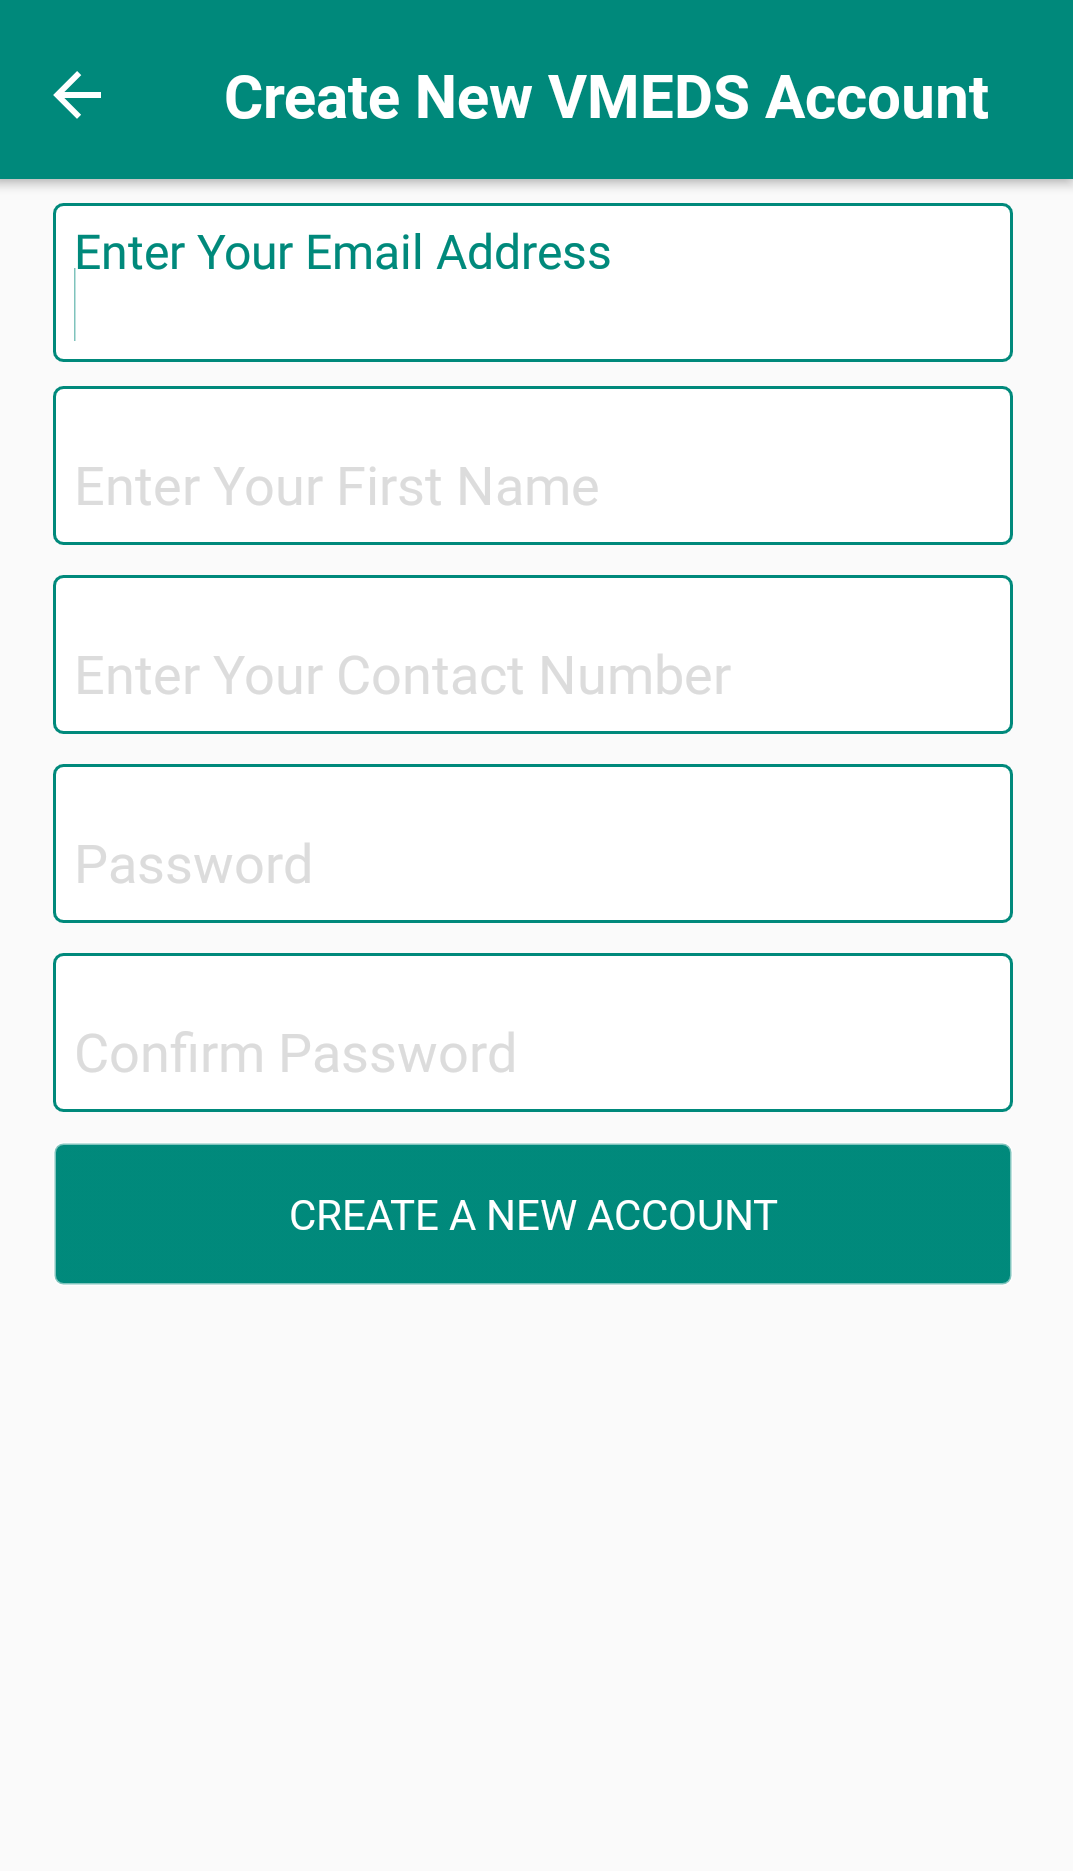 Create New VMEDS Account
Enter Your Email Address
Enter Your First Name
Enter Your Contact Number
Password
Confirm Password
CREATE A NEW ACCOUNT